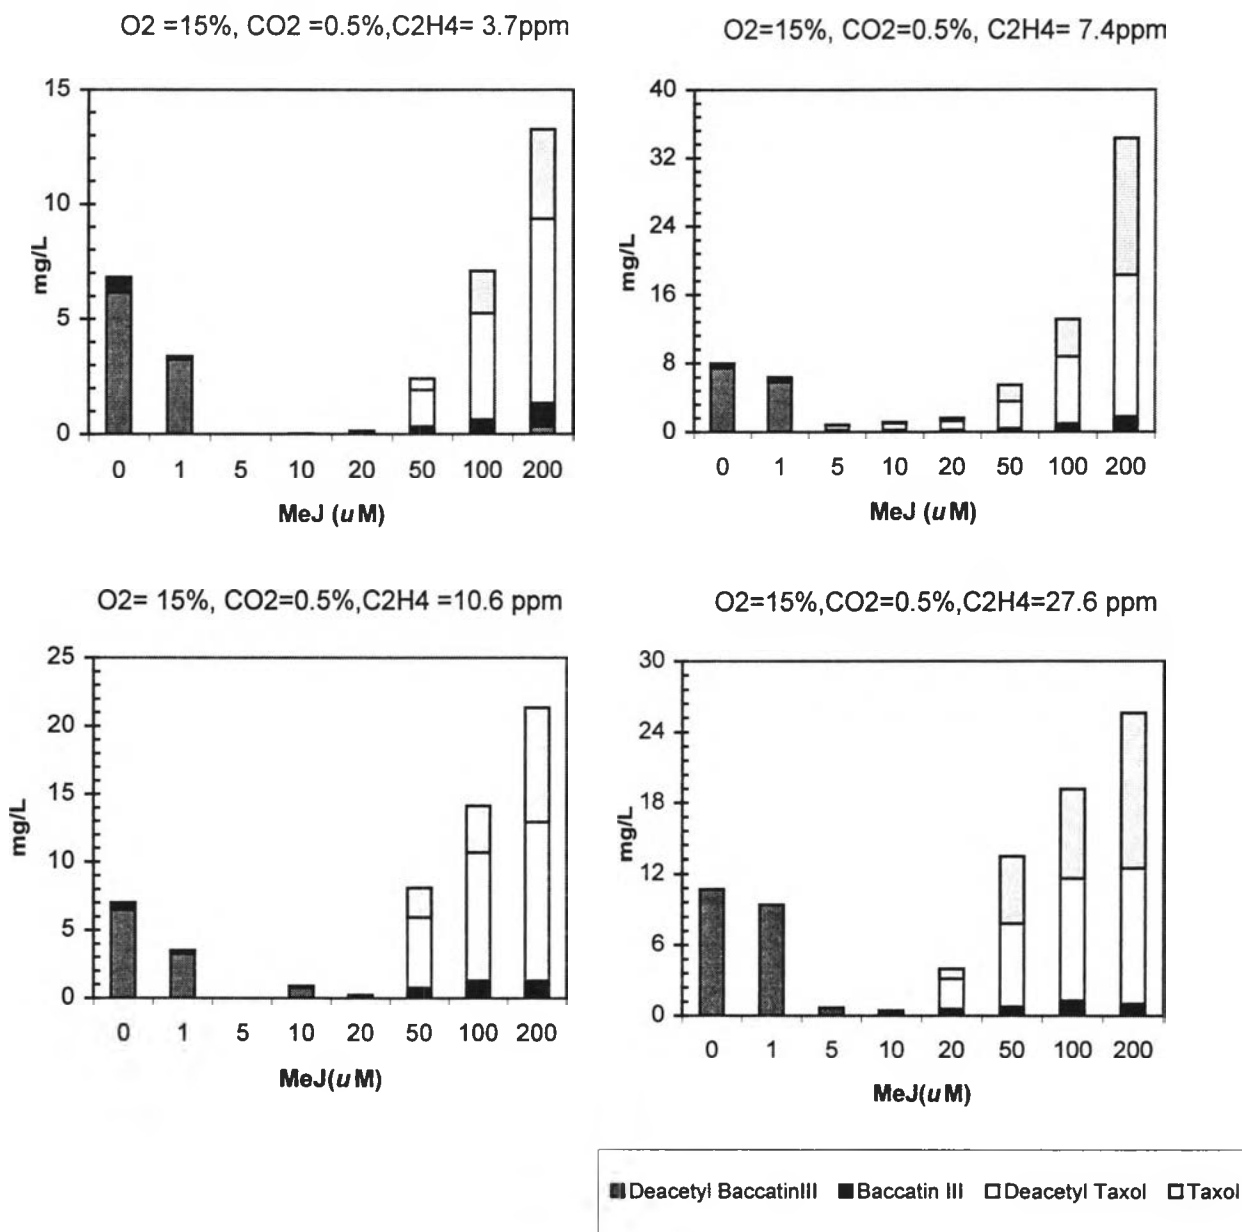 O2 =15%, CO2 =0.5%,C2H4= 3.7ppm
15
10
5
0
mg/L
0 1 5 10 20 50 100 200
MeJ (uM)
O2=15%, CO2=0.5%, C2H4= 7.4ppm
40
32
24
16
8
0
mg/L
0 1 5 10 20 50 100 200
MeJ (uM)
O2= 15%, CO2=0.5%,C2H4 =10.6 ppm
25
20
15
10
5
0
mg/L
0 1 5 10 20 50 100 200
MeJ(uM)
O2=15%,CO2=0.5%,C2H4=27.6 ppm
30
24
18
12
6
0
mg/L
0 1 5 10 20 50 100 200
MeJ(uM)
Deacetyl BaccatinIII Baccatin III Deacetyl Taxol Taxol